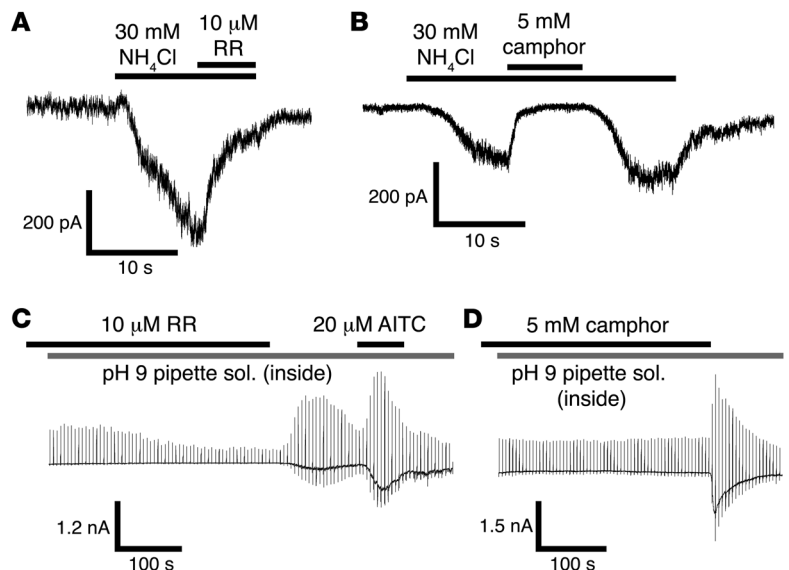 A
30 mM
NH4Cl
10 μM
RR
200 pA
10 s
B
30 mM
NH4Cl
5 mM
camphor
200 pA
10 s
C
10 μM RR
20 μM AITC
pH 9 pipette sol. (inside)
1.2 nA
100 s
D
5 mM camphor
pH 9 pipette sol.
(inside)
1.5 nA
100 s